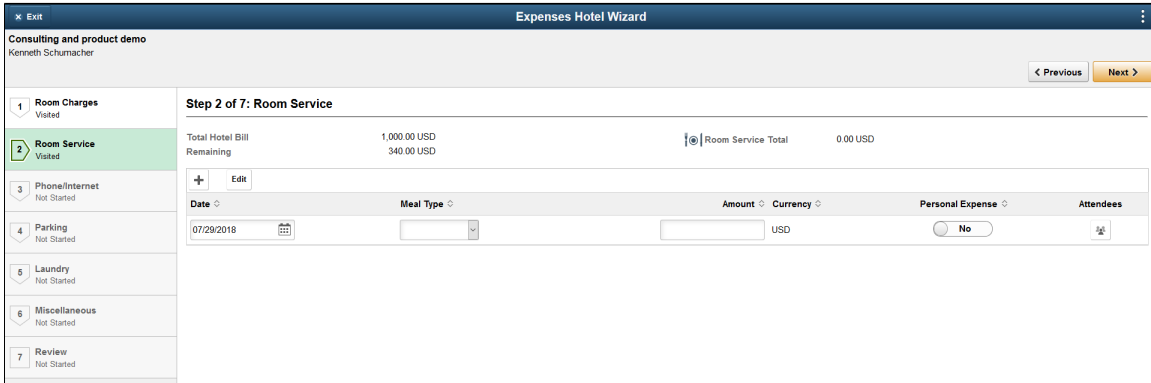 × Exit
Expenses Hotel Wizard
Consulting and product demo
Kenneth Schumacher
< Previous
Next >
1 Room Charges
Visited
2 Room Service
Visited
3 Phone/Internet
Not Started
4 Parking
Not Started
5 Laundry
Not Started
6 Miscellaneous
Not Started
7 Review
Not Started
Step 2 of 7: Room Service
Total Hotel Bill 1,000.00 USD Room Service Total 0.00 USD
Remaining 340.00 USD
+ Edit
Date Meal Type Amount Currency Personal Expense Attendees
07/29/2018 USD No